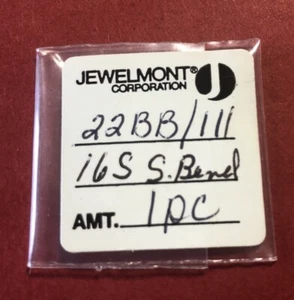 JEWELMONT®
CORPORATION
22BB/111
16S S. Bend
AMT. 1pc